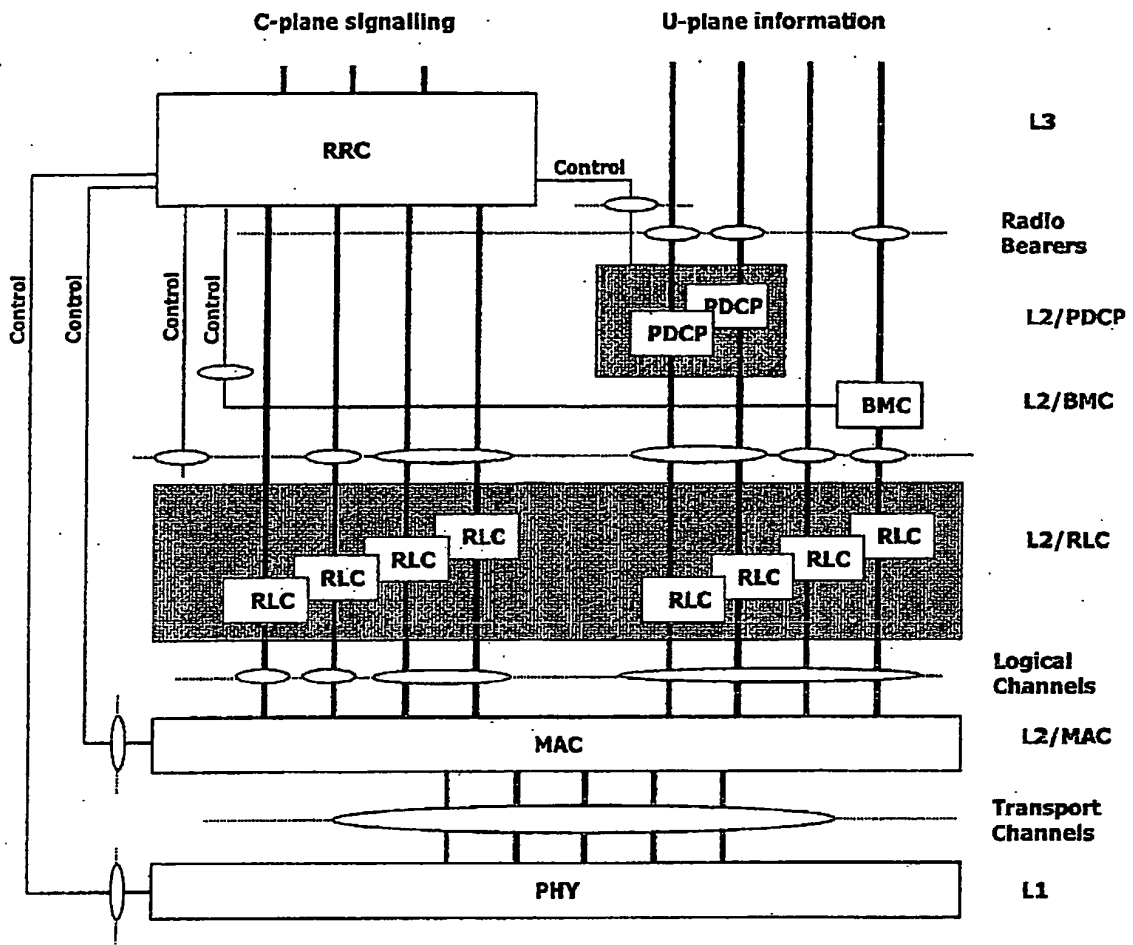 C-plane signalling
U-plane information
RRC
L3
Control
Radio
Bearers
Control
Control
Control
Control
PDCP
PDCP
L2/PDCP
BMC
L2/BMC
RLC
RLC
RLC
RLC
RLC
RLC
RLC
RLC
L2/RLC
Logical
Channels
MAC
L2/MAC
Transport
Channels
PHY
L1